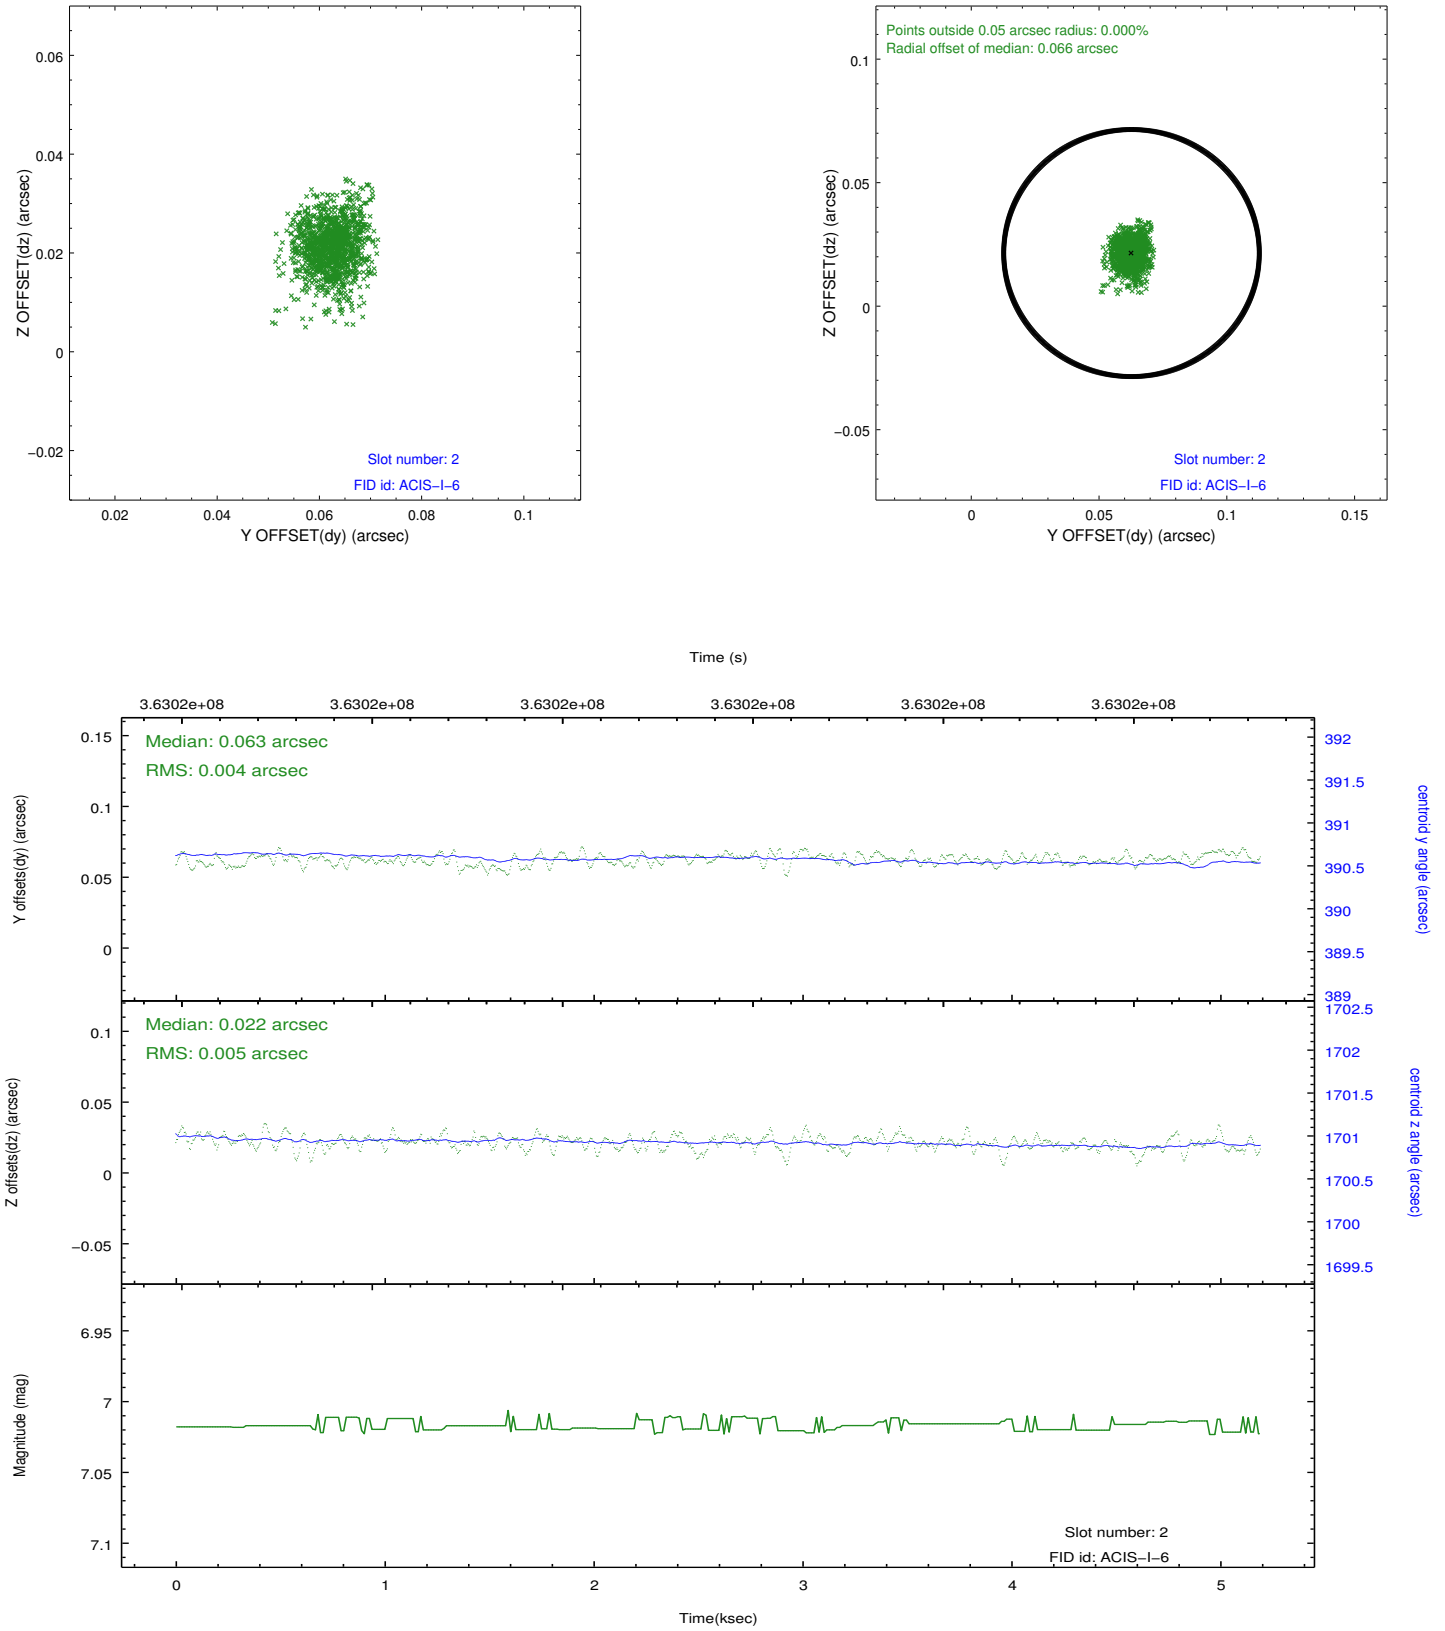 0.06
0.04
0.02
0
−0.02
Z OFFSET(dz) (arcsec)
Slot number: 2
FID id: ACIS−I−6
0.02 0.04 0.06 0.08 0.1
Y OFFSET(dy) (arcsec)
Points outside 0.05 arcsec radius: 0.000%
Radial offset of median: 0.066 arcsec
0.1
0.05
0
−0.05
Z OFFSET(dz) (arcsec)
Slot number: 2
FID id: ACIS−I−6
0 0.05 0.1 0.15
Y OFFSET(dy) (arcsec)
Time (s)
3.6302e+08 3.6302e+08 3.6302e+08 3.6302e+08 3.6302e+08 3.6302e+08
Median: 0.063 arcsec
RMS: 0.004 arcsec
0.15
0.1
0.05
0
Y offsets(dy) (arcsec)
392
391.5
391
390.5
390
389.5
389
centroid y angle (arcsec)
Median: 0.022 arcsec
RMS: 0.005 arcsec
0.1
0.05
0
−0.05
Z offsets(dz) (arcsec)
1702.5
1702
1701.5
1701
1700.5
1700
1699.5
centroid z angle (arcsec)
6.95
7
7.05
7.1
Magnitude (mag)
Slot number: 2
FID id: ACIS−I−6
0 1 2 3 4 5
Time(ksec)